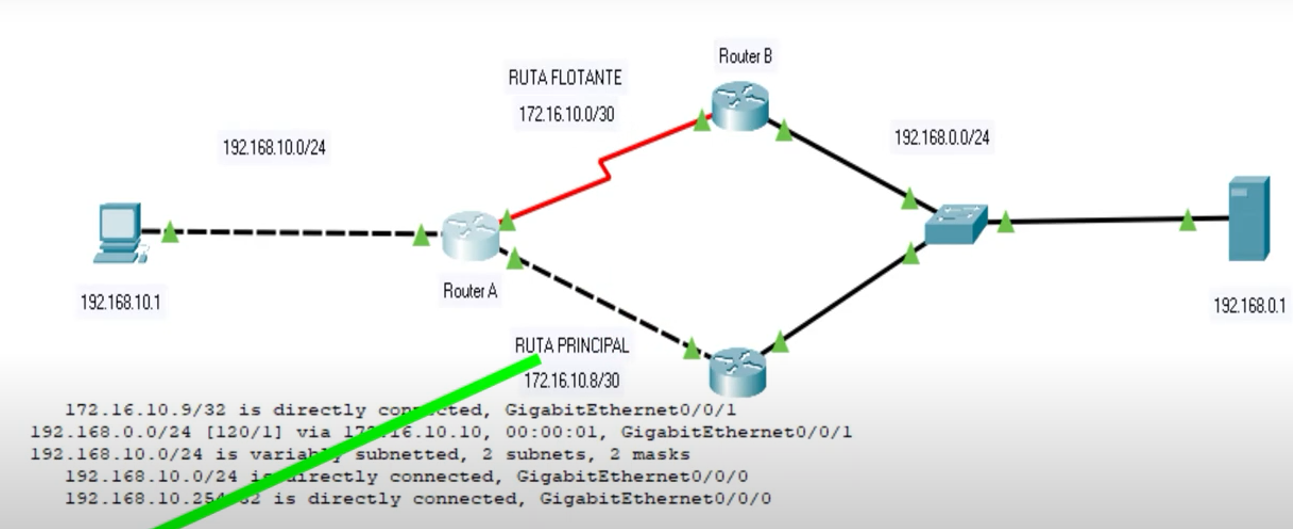 Router B
RUTA FLOTANTE
172.16.10.0/30
192.168.10.0/24
192.168.0.0/24
192.168.10.1
Router A
192.168.0.1
RUTA PRINCIPAL
172.16.10.8/30
172.16.10.9/32 is directly connected, GigabitEthernet0/0/1
192.168.0.0/24 [120/1] via 172.16.10.10, 00:00:01, GigabitEthernet0/0/1
192.168.10.0/24 is variably subnetted, 2 subnets, 2 masks
192.168.10.0/24 is directly connected, GigabitEthernet0/0/0
192.168.10.254/32 is directly connected, GigabitEthernet0/0/0